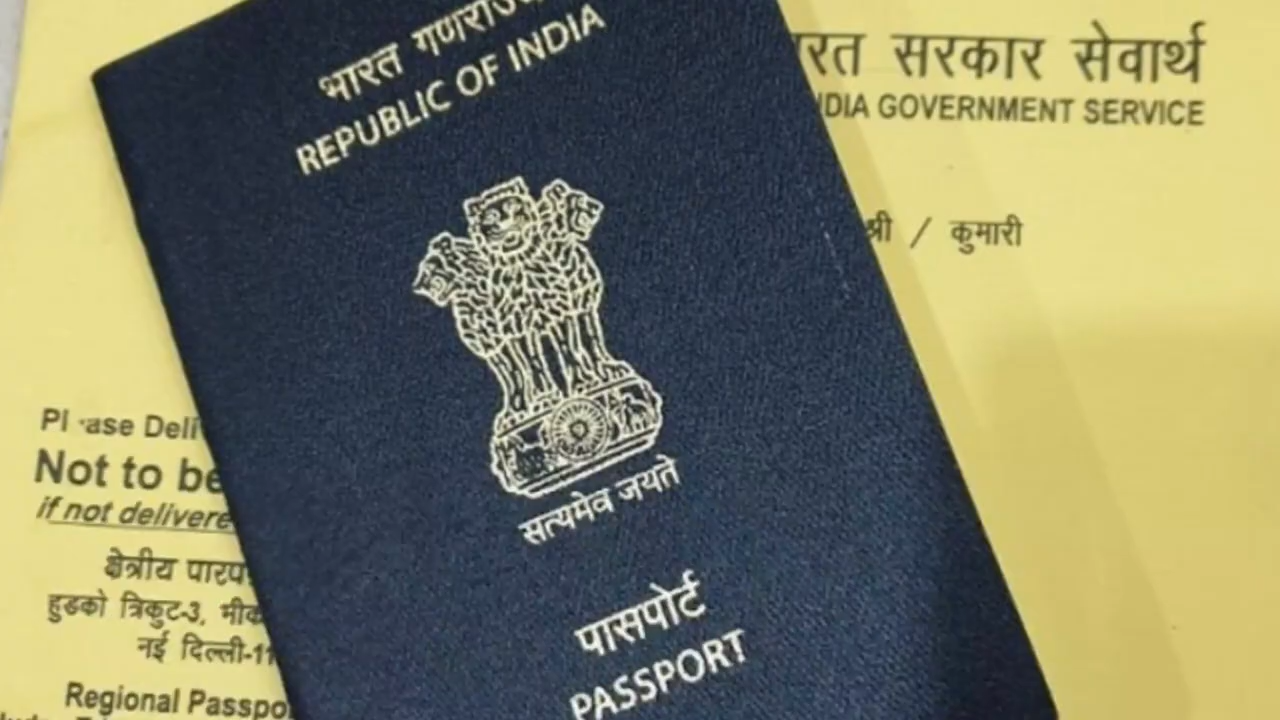 भारत गणराज्य
REPUBLIC OF INDIA
सत्यमेव जयते
पासपोर्ट
PASSPORT
रत सरकार सेवार्थ
DIA GOVERNMENT SERVICE
श्री / कुमारी
Pl ase Deli
Not to be
if not delivere
क्षेत्रीय पारप
हुडको त्रिकुट-3, भीक
नई दिल्ली-11
Regional Passpo